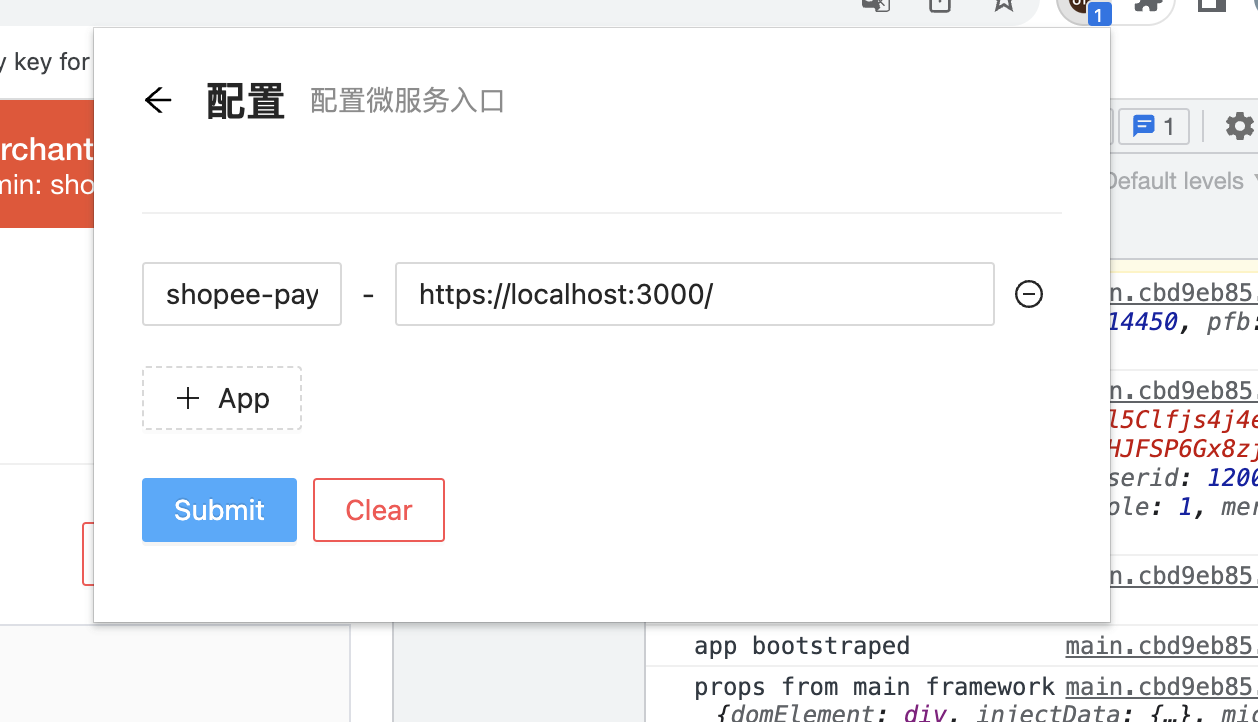 1
y key for
配置 配置微服务入口
rchant
min: sho
1
Default levels
shopee-pay - https://localhost:3000/
n.cbd9eb85
14450, pfb:
App
n.cbd9eb85
l5Clfjs4j4e
HJFSP6Gx8zj
serid: 1200
ole: 1, mer
Submit Clear
n.cbd9eb85
app bootstraped main.cbd9eb85
props from main framework main.cbd9eb85
{domElement: div, injectData: {…}, mic